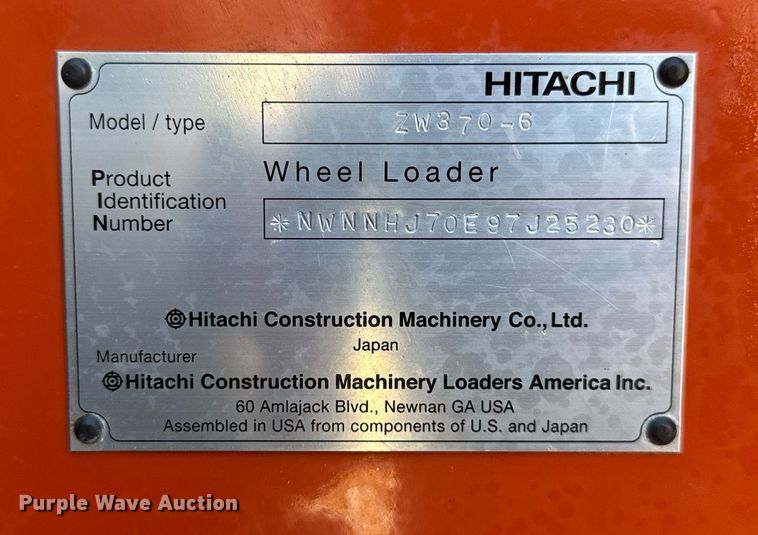 HITACHI
Model / type ZW370-6
Wheel Loader
Product
Identification
Number *NWNNHJ70E97J25230*
Hitachi Construction Machinery Co., Ltd.
Japan
Manufacturer
Hitachi Construction Machinery Loaders America Inc.
60 Amlajack Blvd., Newnan GA USA
Assembled in USA from components of U.S. and Japan
Purple Wave Auction